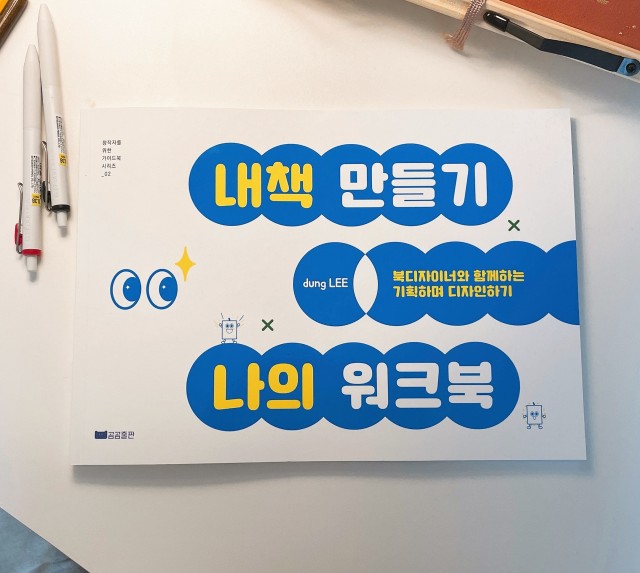 창작자를
위한
가이드북
시리즈
_02
내책 만들기
dung LEE
북디자이너와 함께하는
기획하며 디자인하기
나의 워크북
곰곰출판